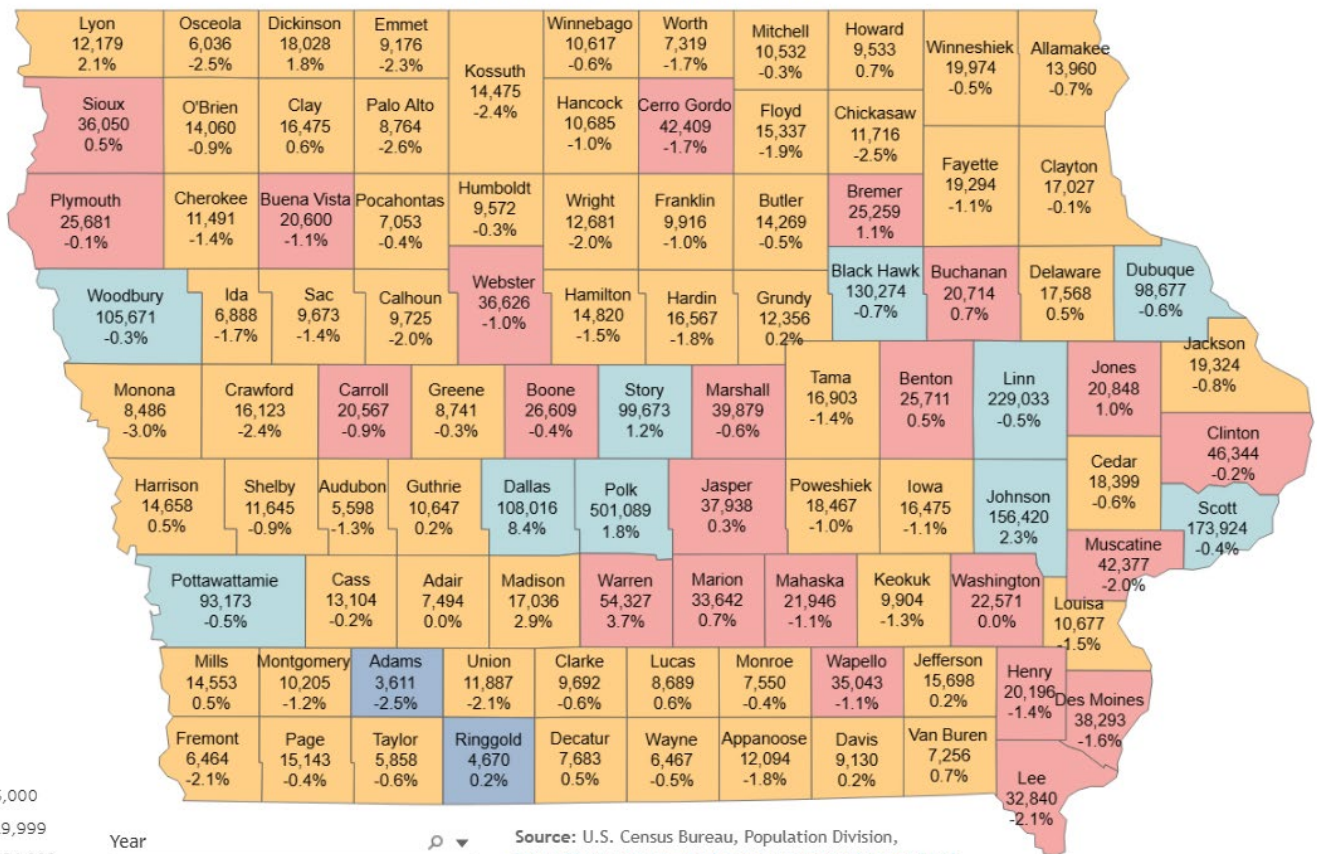 Lyon
12,179
2.1%
Osceola
6,036
-2.5%
Dickinson
18,028
1.8%
Emmet
9,176
-2.3%
Kossuth
14,475
-2.4%
Winnebago
10,617
-0.6%
Worth
7,319
-1.7%
Mitchell
10,532
-0.3%
Howard
9,533
0.7%
Winneshiek
19,974
-0.5%
Allamakee
13,960
-0.7%
Sioux
36,050
0.5%
O'Brien
14,060
-0.9%
Clay
16,475
0.6%
Palo Alto
8,764
-2.6%
Hancock
10,685
-1.0%
Cerro Gordo
42,409
-1.7%
Floyd
15,337
-1.9%
Chickasaw
11,716
-2.5%
Fayette
19,294
-1.1%
Clayton
17,027
-0.1%
Plymouth
25,681
-0.1%
Cherokee
11,491
-1.4%
Buena Vista
20,600
-1.1%
Pocahontas
7,053
-0.4%
Humboldt
9,572
-0.3%
Wright
12,681
-2.0%
Franklin
9,916
-1.0%
Butler
14,269
-0.5%
Bremer
25,259
1.1%
Woodbury
105,671
-0.3%
Ida
6,888
-1.7%
Sac
9,673
-1.4%
Calhoun
9,725
-2.0%
Webster
36,626
-1.0%
Hamilton
14,820
-1.5%
Hardin
16,567
-1.8%
Grundy
12,356
0.2%
Black Hawk
130,274
-0.7%
Buchanan
20,714
0.7%
Delaware
17,568
0.5%
Dubuque
98,677
-0.6%
Jackson
19,324
-0.8%
Monona
8,486
-3.0%
Crawford
16,123
-2.4%
Carroll
20,567
-0.9%
Greene
8,741
-0.3%
Boone
26,609
-0.4%
Story
99,673
1.2%
Marshall
39,879
-0.6%
Tama
16,903
-1.4%
Benton
25,711
0.5%
Linn
229,033
-0.5%
Jones
20,848
1.0%
Clinton
46,344
-0.2%
Cedar
18,399
-0.6%
Harrison
14,658
0.5%
Shelby
11,645
-0.9%
Audubon
5,598
-1.3%
Guthrie
10,647
0.2%
Dallas
108,016
8.4%
Polk
501,089
1.8%
Jasper
37,938
0.3%
Poweshiek
18,467
-1.0%
Iowa
16,475
-1.1%
Johnson
156,420
2.3%
Scott
173,924
-0.4%
Muscatine
42,377
-2.0%
Pottawattamie
93,173
-0.5%
Cass
13,104
-0.2%
Adair
7,494
0.0%
Madison
17,036
2.9%
Warren
54,327
3.7%
Marion
33,642
0.7%
Mahaska
21,946
-1.1%
Keokuk
9,904
-1.3%
Washington
22,571
0.0%
Louisa
10,677
-1.5%
Mills
14,553
0.5%
Montgomery
10,205
-1.2%
Adams
3,611
-2.5%
Union
11,887
-2.1%
Clarke
9,692
-0.6%
Lucas
8,689
0.6%
Monroe
7,550
-0.4%
Wapello
35,043
-1.1%
Jefferson
15,698
0.2%
Henry
20,196
-1.4%
Des Moines
38,293
-1.6%
Fremont
6,464
-2.1%
Page
15,143
-0.4%
Taylor
5,858
-0.6%
Ringgold
4,670
0.2%
Decatur
7,683
0.5%
Wayne
6,467
-0.5%
Appanoose
12,094
-1.8%
Davis
9,130
0.2%
Van Buren
7,256
0.7%
Lee
32,840
-2.1%
,000
9,999
Year
Source: U.S. Census Bureau, Population Division,